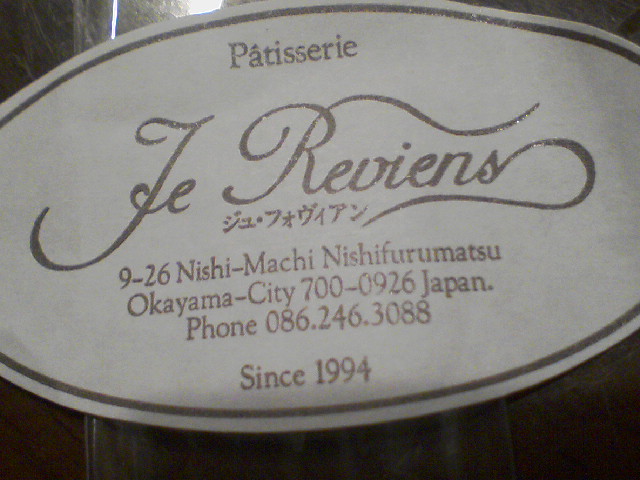 Pâtisserie
Je Reviens
ジュ・フォヴィアン
9-26 Nishi-Machi Nishifurumatsu
Okayama-City 700-0926 Japan.
Phone 086.246.3088
Since 1994